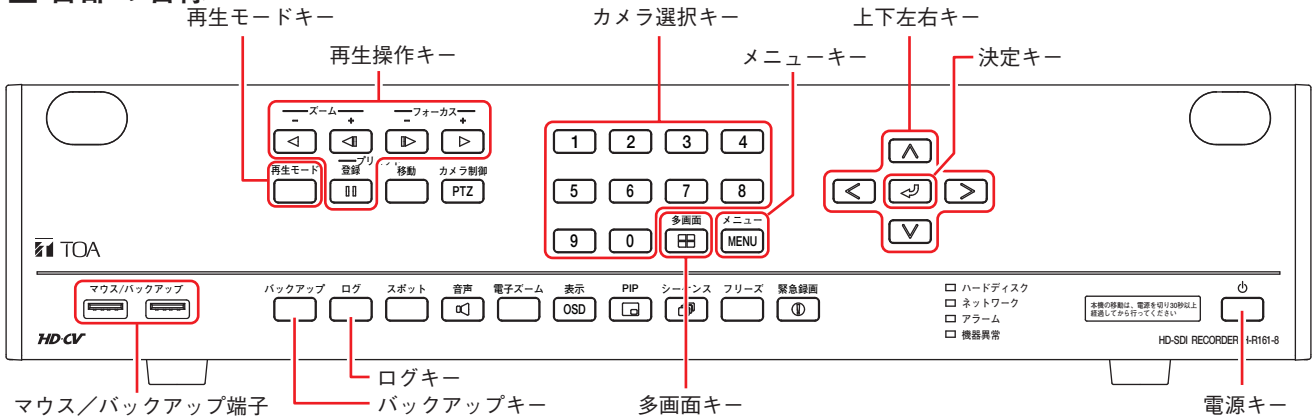 再生モードキー カメラ選択キー 上下左右キー
再生操作キー メニューキー 決定キー
ズーム フォーカス
− + − +
1 2 3 4
再生モード 登録 移動 カメラ制御
PTZ
5 6 7 8
多画面 メニュー
9 0 MENU
TOA
マウス/バックアップ バックアップ ログ スポット 音声 電子ズーム 表示 PIP シーケンス フリーズ 緊急録画
OSD
ハードディスク
ネットワーク
アラーム
機器異常
本機の移動は、電源を切り30秒以上
経過してから行ってください
HD-CV HD-SDI RECORDER H-R161-8
ログキー
マウス／バックアップ端子 バックアップキー 多画面キー 電源キー